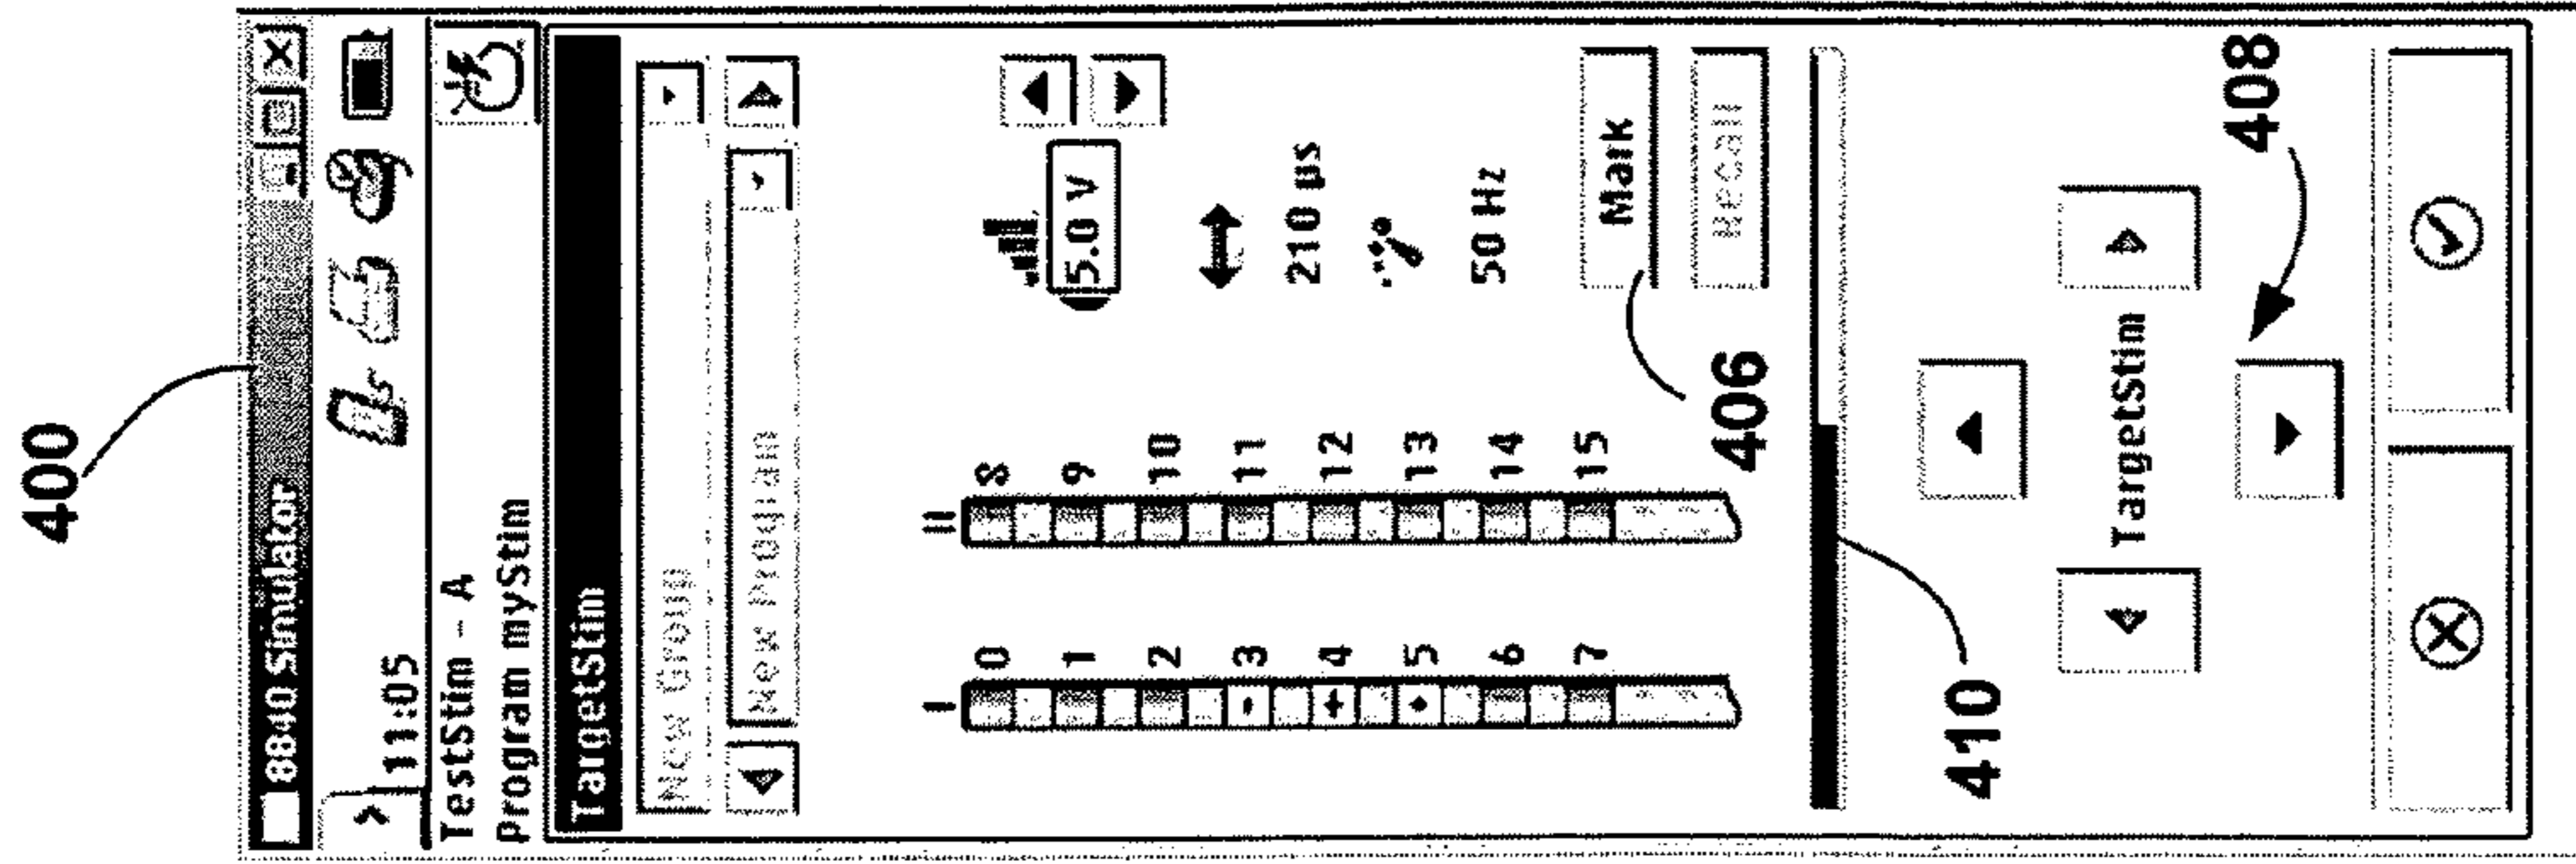 400
8840 Simulator
11:05
TestStim - A
Program myStim
TargetStim
New Group
New Program
I II
0 8
1 9
2 10
- 3 11
+ 4 12
5 13
6 14
7 15
5.0 V
210 µs
50 Hz
Mark
Recall
406
410
TargetStim
408